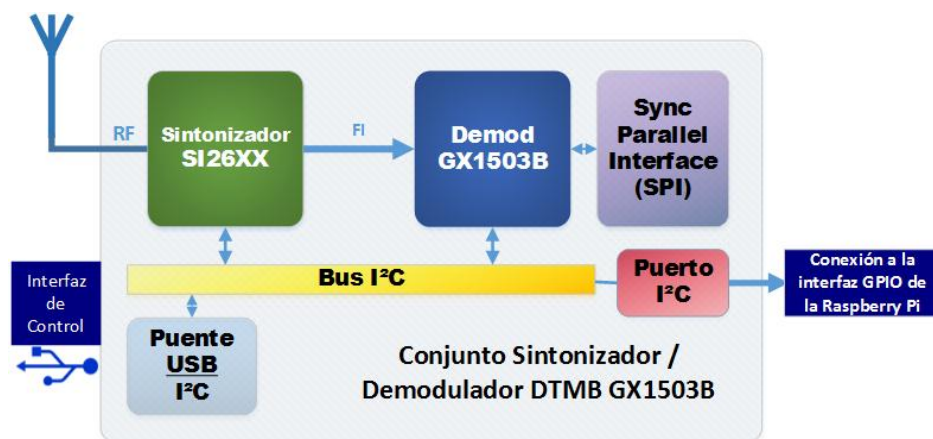 RF
Sintonizador
SI26XX
FI
Demod
GX1503B
Sync
Parallel
Interface
(SPI)
Bus I²C
Puerto
I²C
Conexión a la
interfaz GPIO de
la Raspberry Pi
Interfaz
de
Control
Puente
USB
I²C
Conjunto Sintonizador /
Demodulador DTMB GX1503B